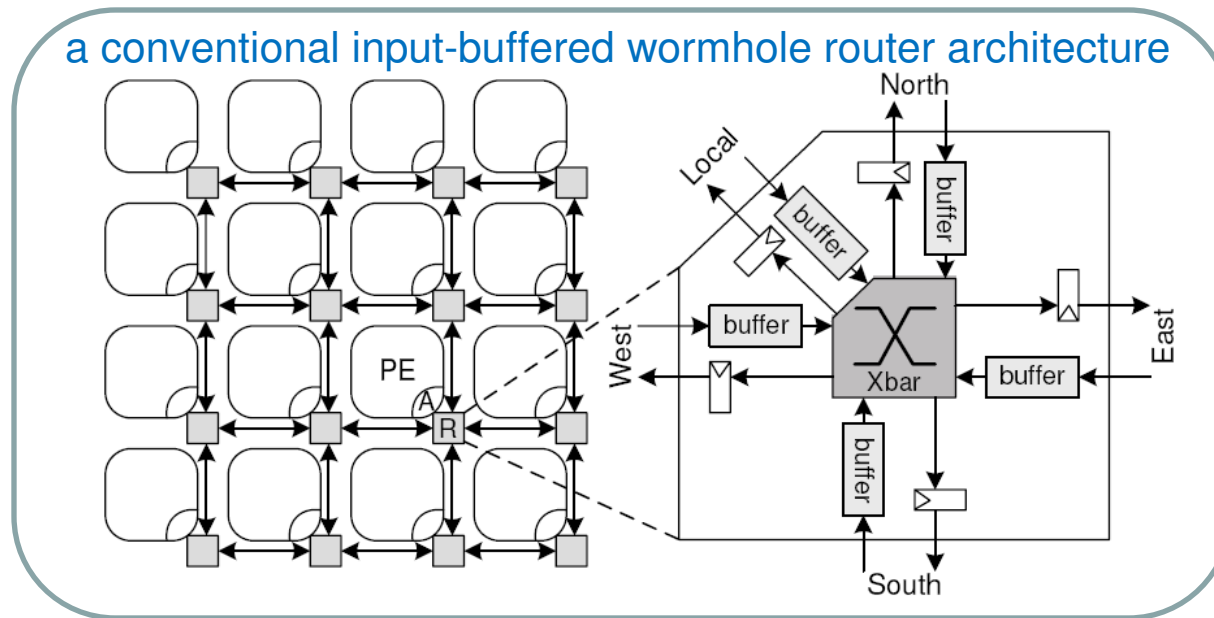 a conventional input-buffered wormhole router architecture
North
Local
buffer
buffer
West
buffer
East
PE
A
R
Xbar
buffer
buffer
South